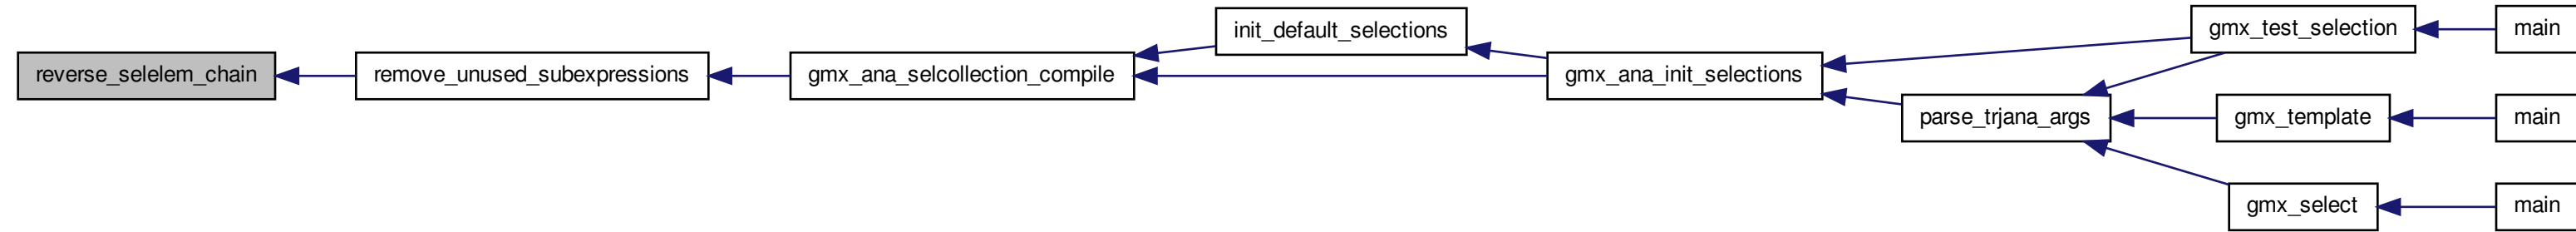 reverse_selelem_chain
remove_unused_subexpressions
gmx_ana_selcollection_compile
init_default_selections
gmx_ana_init_selections
gmx_test_selection
main
parse_trjana_args
gmx_template
main
gmx_select
main